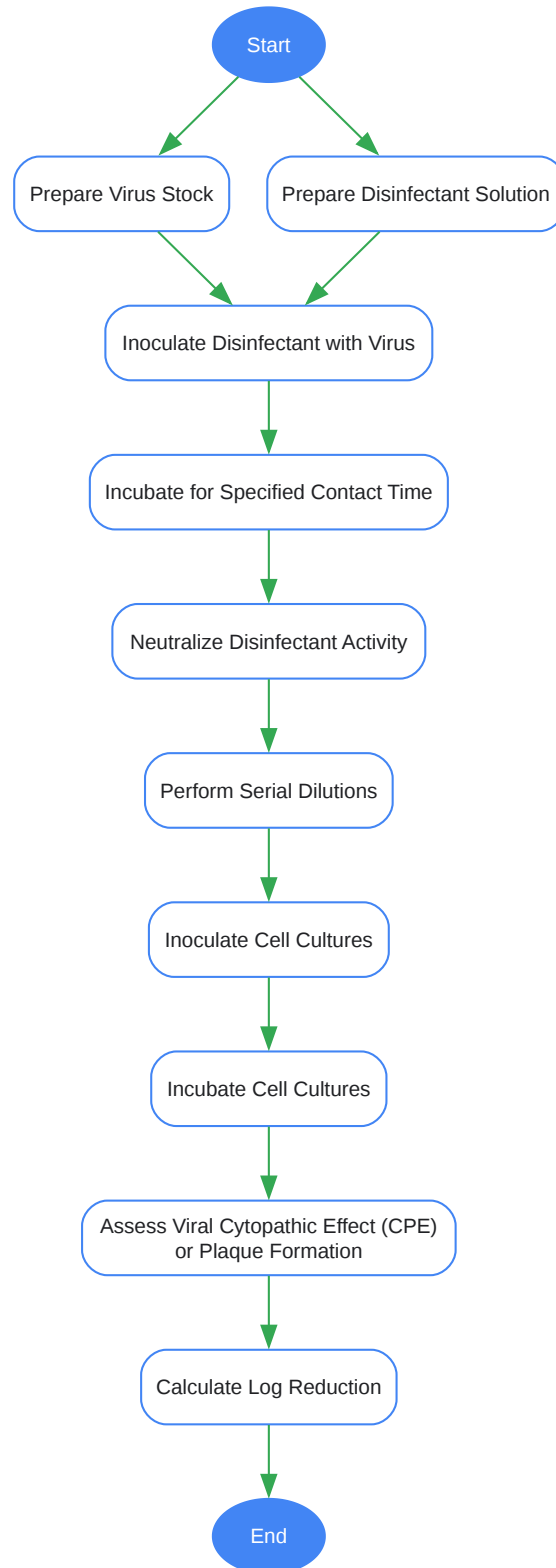 Start
Prepare Virus Stock
Prepare Disinfectant Solution
Inoculate Disinfectant with Virus
Incubate for Specified Contact Time
Neutralize Disinfectant Activity
Perform Serial Dilutions
Inoculate Cell Cultures
Incubate Cell Cultures
Assess Viral Cytopathic Effect (CPE)
or Plaque Formation
Calculate Log Reduction
End